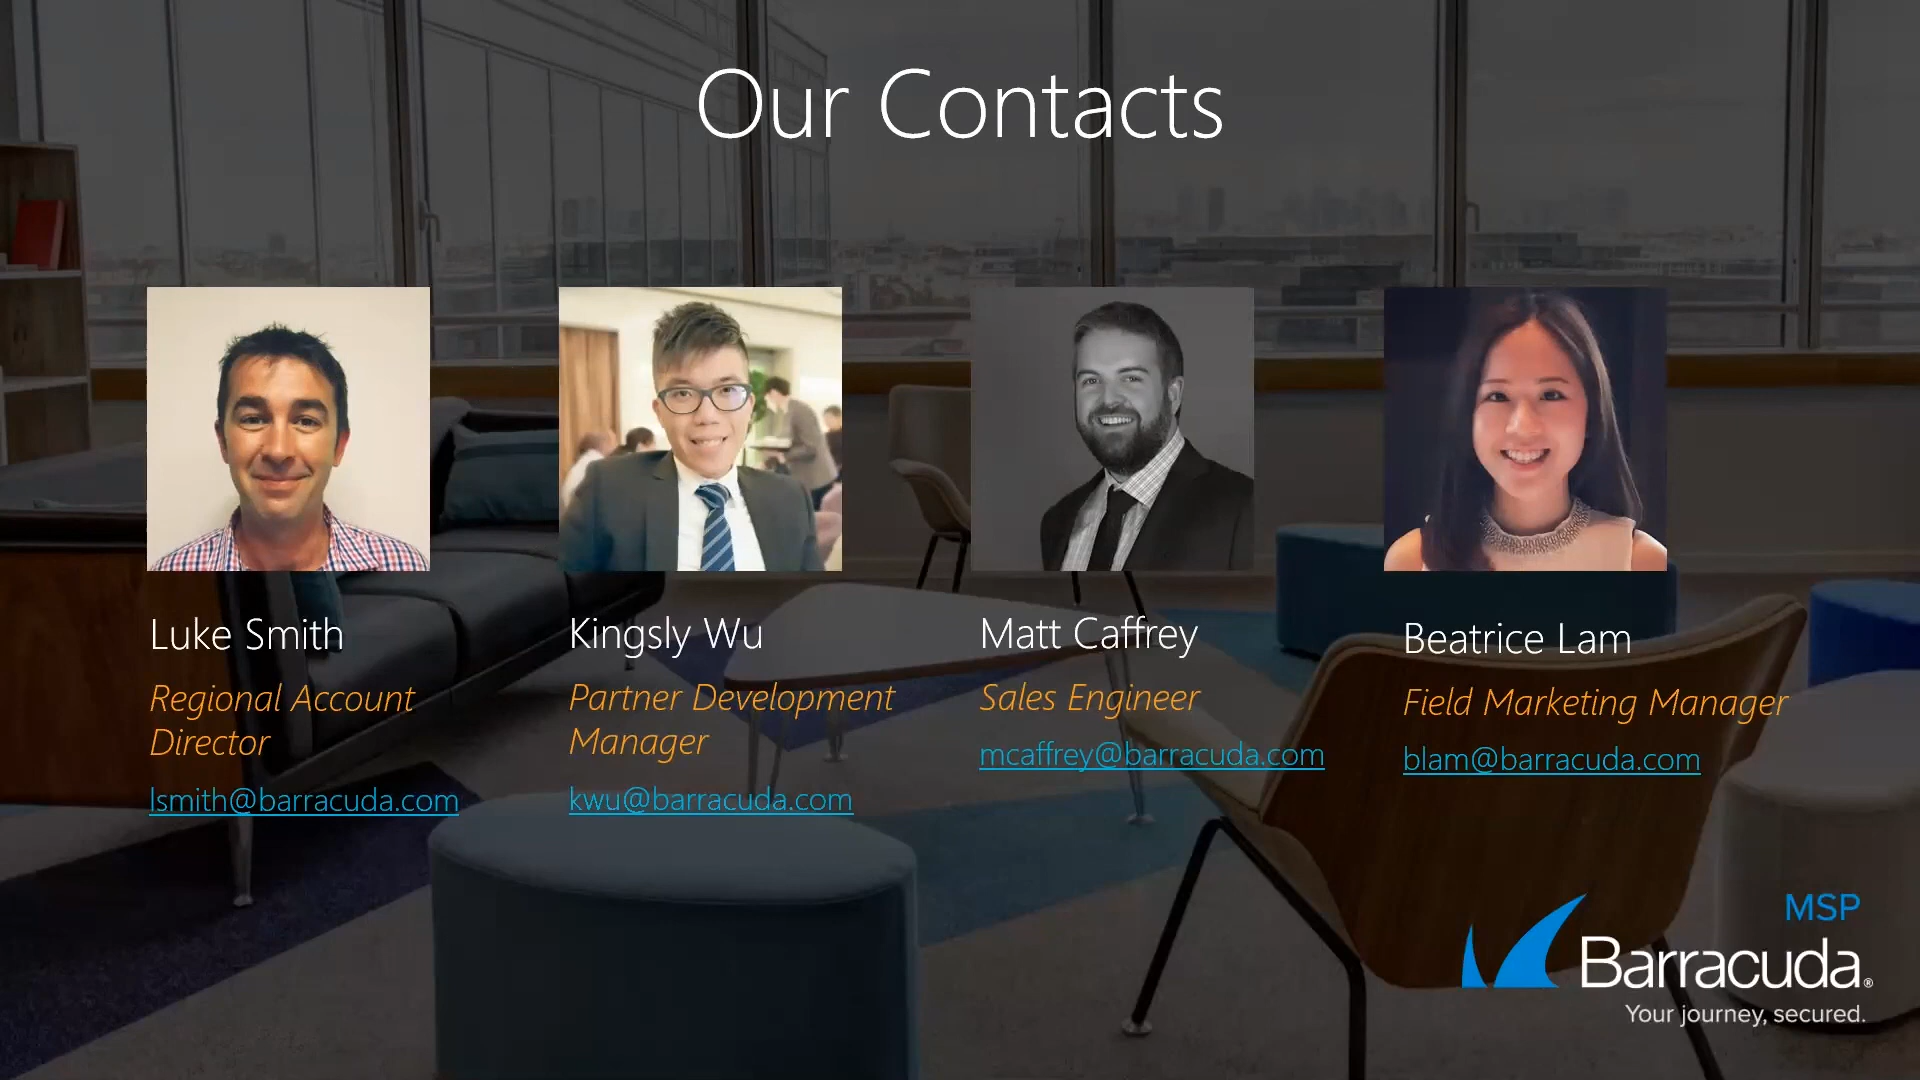 Our Contacts
Luke Smith
Regional Account
Director
lsmith@barracuda.com
Kingsly Wu
Partner Development
Manager
kwu@barracuda.com
Matt Caffrey
Sales Engineer
mcaffrey@barracuda.com
Beatrice Lam
Field Marketing Manager
blam@barracuda.com
MSP
Barracuda®
Your journey, secured.